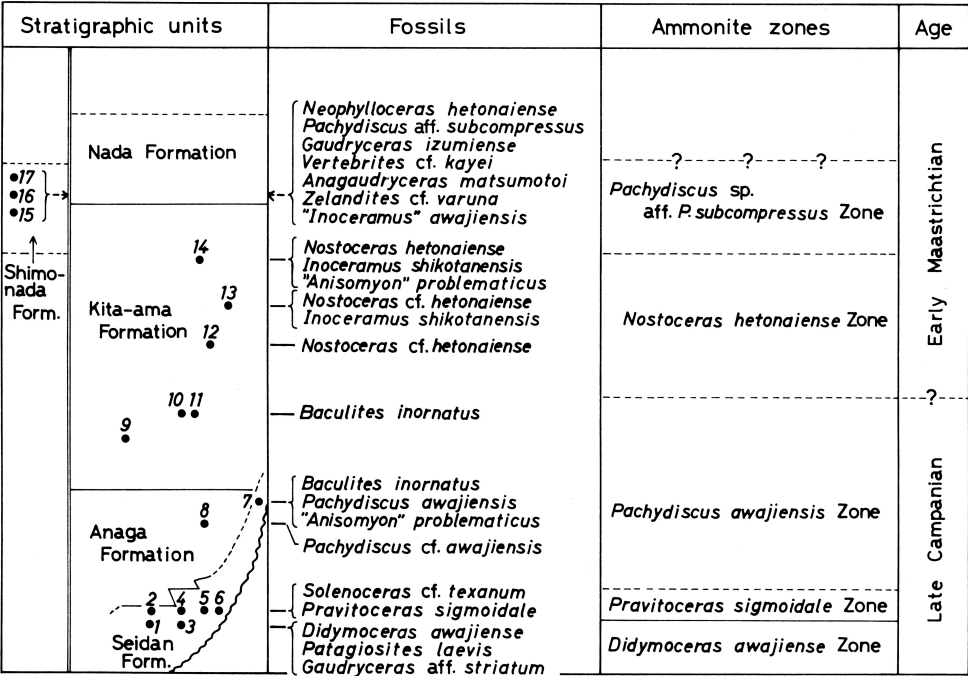 Stratigraphic units
Fossils
Ammonite zones
Age
Nada Formation
17
16
15
Shimo-
nada
Form.
14
13
Kita-ama
Formation
12
10 11
9
7
8
Anaga
Formation
2 4 5 6
1 3
Seidan
Form.
Neophylloceras hetonaiense
Pachydiscus aff. subcompressus
Gaudryceras izumiense
Vertebrites cf. kayei
Anagaudryceras matsumotoi
Zelandites cf. varuna
"Inoceramus" awajiensis
Nostoceras hetonaiense
Inoceramus shikotanensis
"Anisomyon" problematicus
Nostoceras cf. hetonaiense
Inoceramus shikotanensis
Nostoceras cf. hetonaiense
Baculites inornatus
Baculites inornatus
Pachydiscus awajiensis
"Anisomyon" problematicus
Pachydiscus cf. awajiensis
Solenoceras cf. texanum
Pravitoceras sigmoidale
Didymoceras awajiense
Patagiosites laevis
Gaudryceras aff. striatum
? ? ?
Pachydiscus sp.
aff. P. subcompressus Zone
Nostoceras hetonaiense Zone
Pachydiscus awajiensis Zone
Pravitoceras sigmoidale Zone
Didymoceras awajiense Zone
Early Maastrichtian
?
Late Campanian